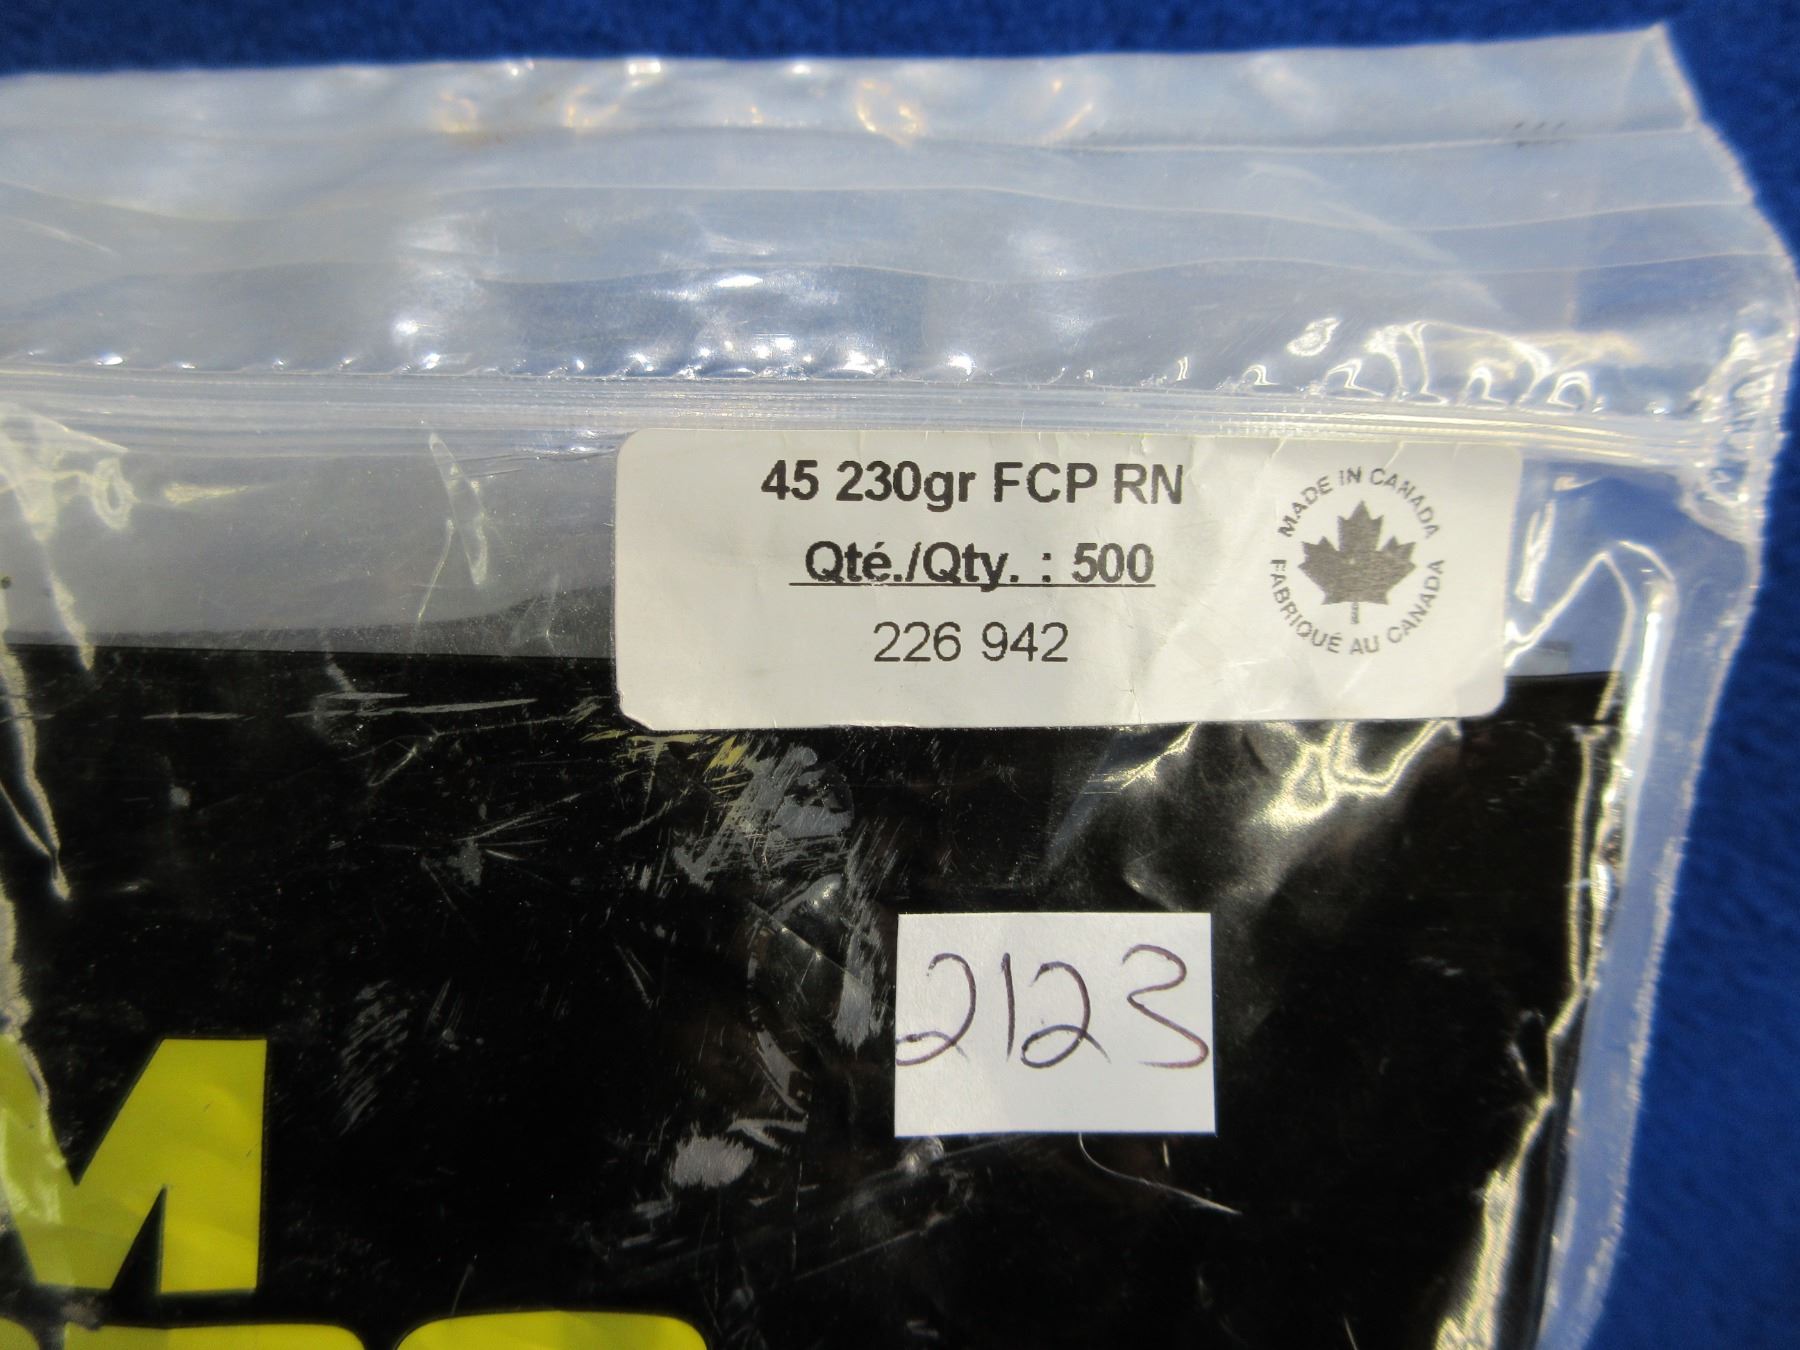 45 230gr FCP RN
Qté./Qty. : 500
226 942
MADE IN CANADA
FABRIQUÉ AU CANADA
2123
M